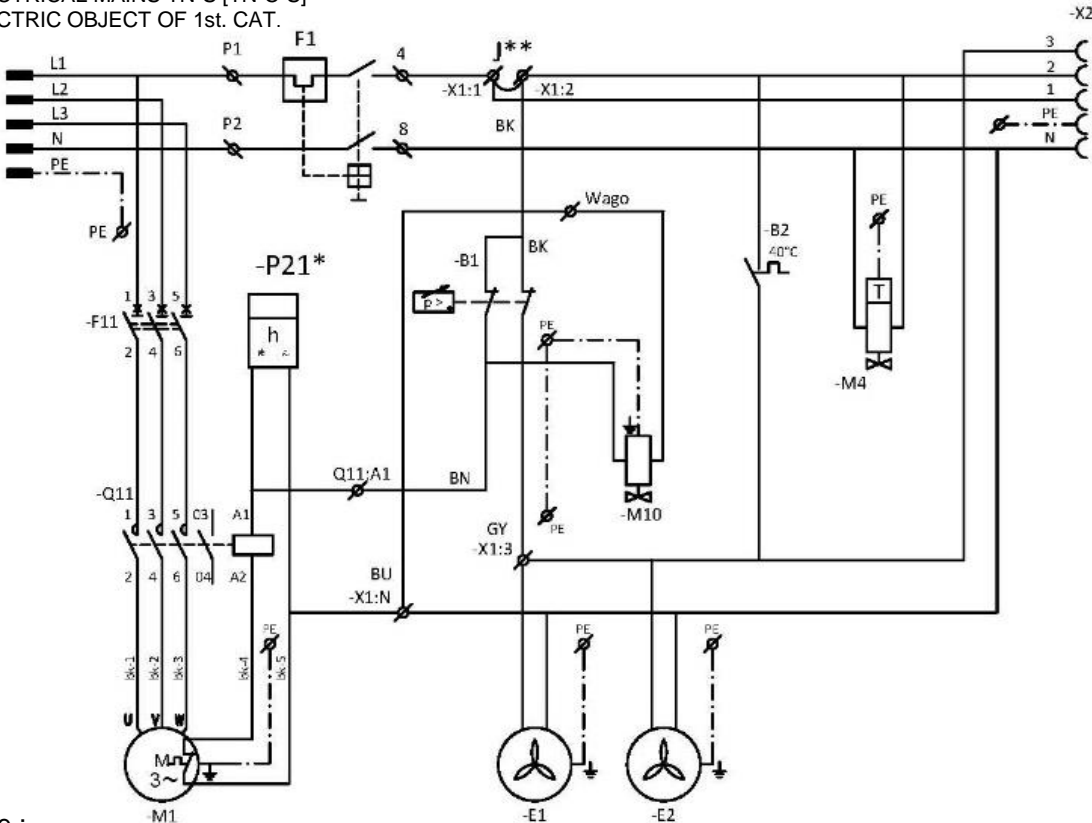 ECTRIC OBJECT OF 1st. CAT.
-X2
L1
P1
F1
4
J**
3
2
L2
-X1:1
-X1:2
1
L3
P2
BK
PE
N
8
N
PE
PE
Wago
PE
BK
-B1
-B2
40°C
-P21*
p>
T
1 3 5
-F11
h
* ~
PE
2 4 6
-M4
Q11:A1
BN
-M10
-Q11
1 3 5 03 A1
PE
GY
-X1:3
2 4 6 04 A2
BU
-X1:N
PE
PE
PE
bk-1
bk-2
bk-3
bk-4
bk-5
U V W
M
3~
-M1
-E1
-E2